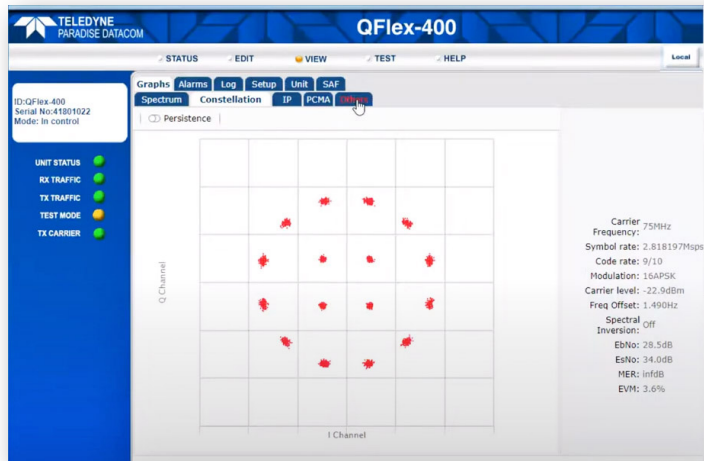 TELEDYNE
PARADISE DATACOM
QFlex-400
STATUS EDIT VIEW TEST HELP
Local
ID:QFlex-400
Serial No:41801022
Mode: In control
UNIT STATUS
RX TRAFFIC
TX TRAFFIC
TEST MODE
TX CARRIER
Graphs Alarms Log Setup Unit SAF
Spectrum Constellation IP PCMA
Persistence
Q Channel
I Channel
Carrier Frequency: 75MHz
Symbol rate: 2.818197Msps
Code rate: 9/10
Modulation: 16APSK
Carrier level: -22.9dBm
Freq Offset: 1.490Hz
Spectral Inversion: Off
EbNo: 28.5dB
EsNo: 34.0dB
MER: infdB
EVM: 3.6%